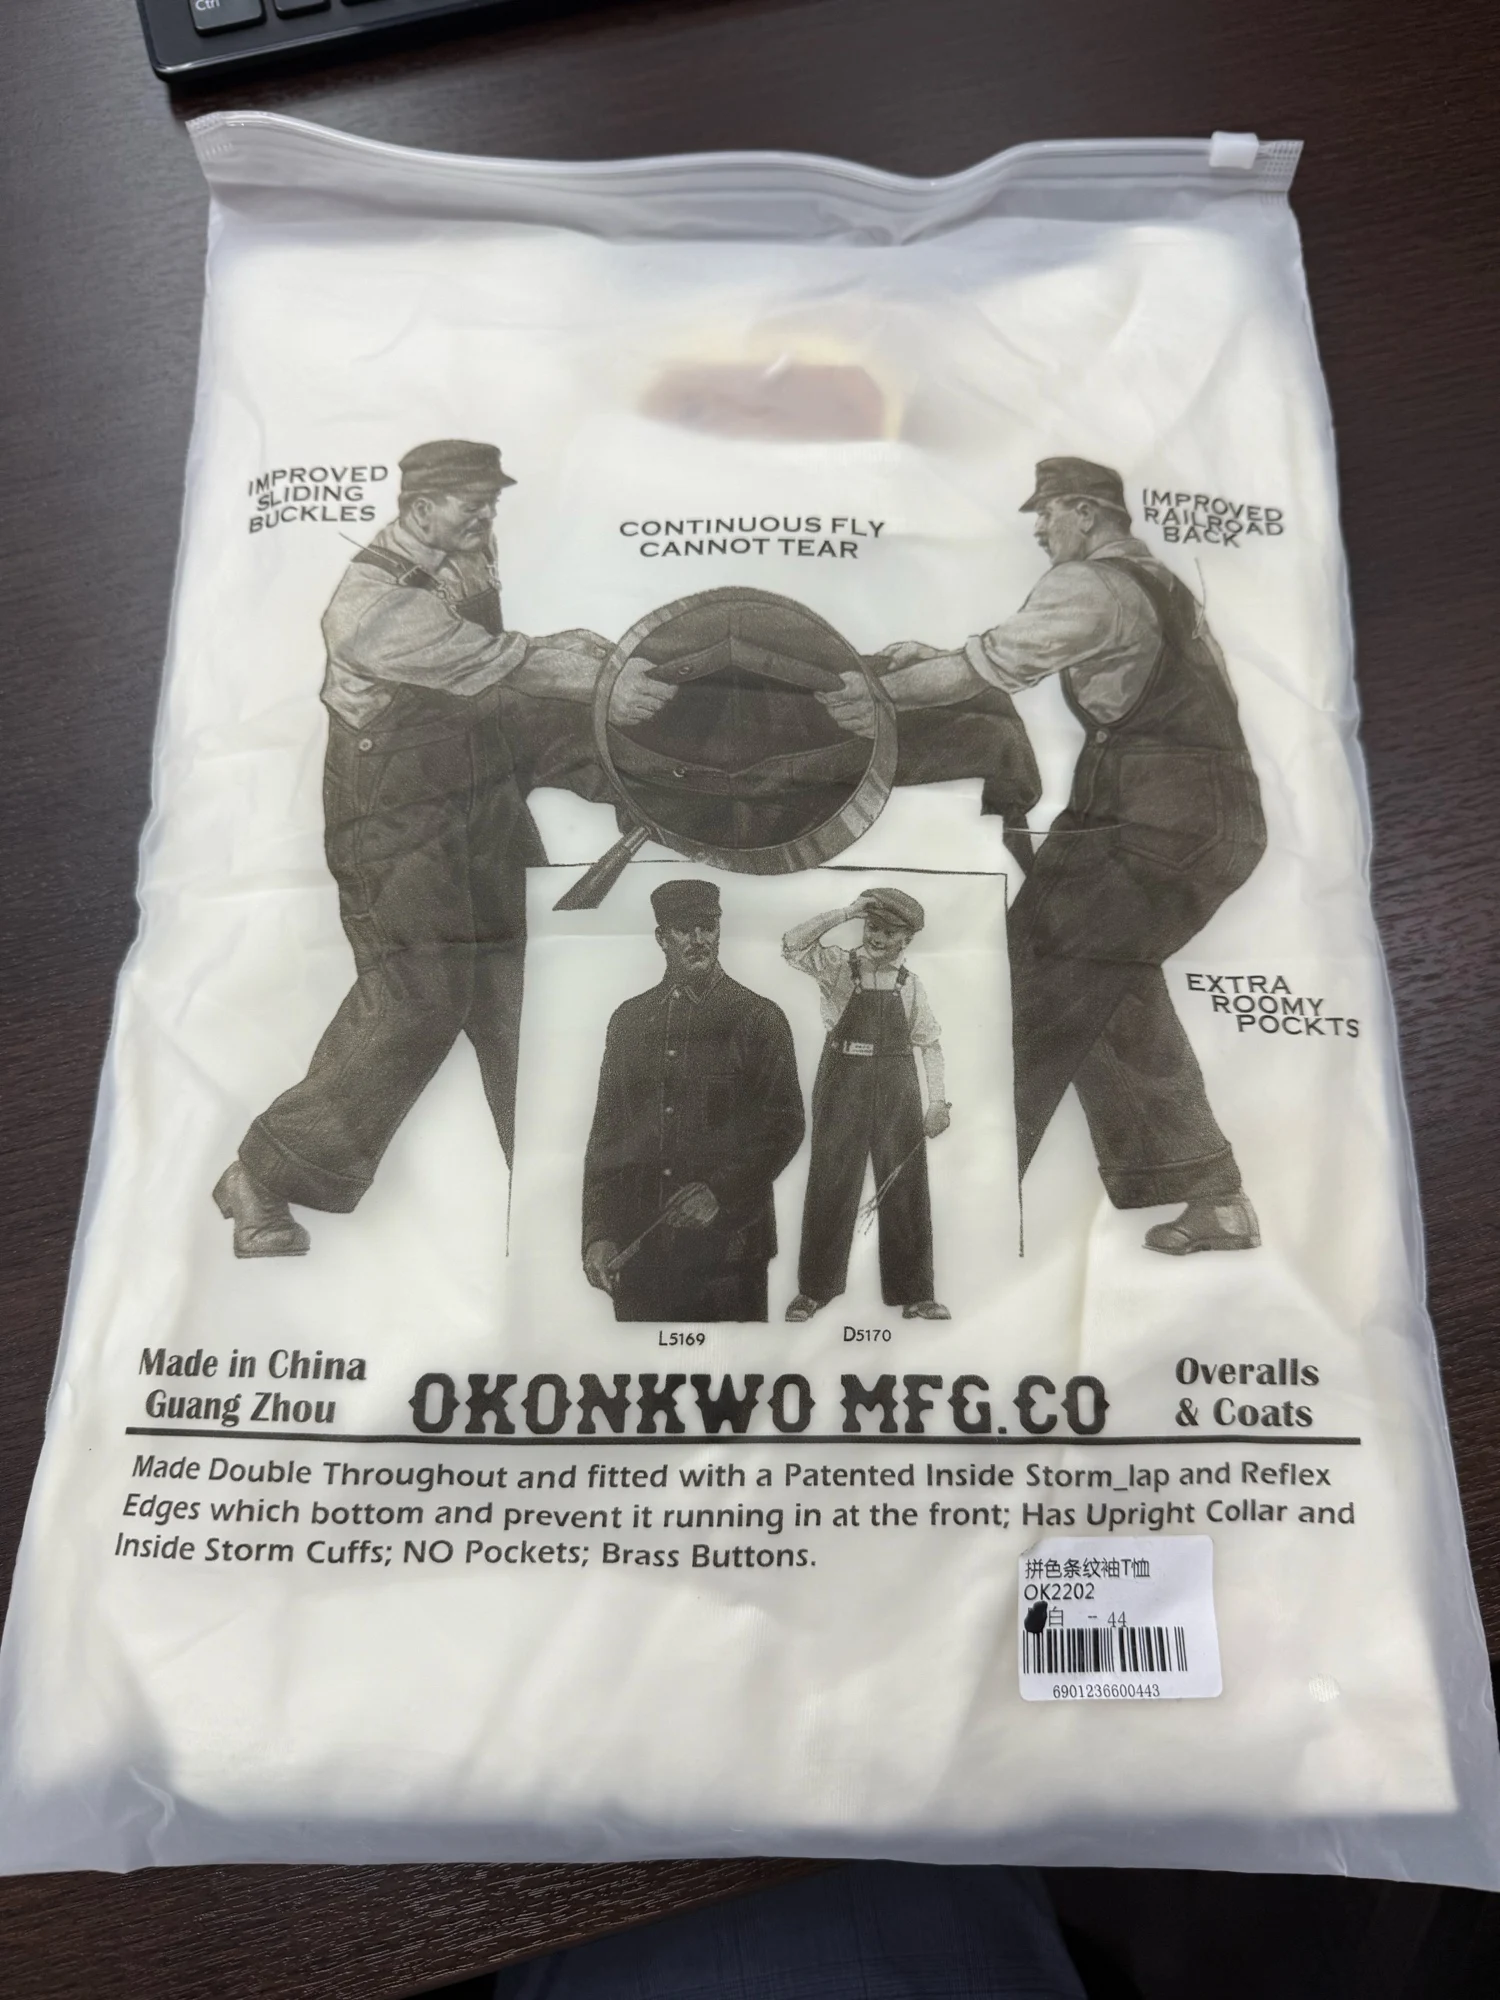 Ctrl
IMPROVED
SLIDING
BUCKLES
CONTINUOUS FLY
CANNOT TEAR
IMPROVED
RAILROAD
BACK
EXTRA
ROOMY
POCKTS
L5169
D5170
Made in China
Guang Zhou
OKONKWO MFG.CO
Overalls
& Coats
Made Double Throughout and fitted with a Patented Inside Storm_lap and Reflex
Edges which bottom and prevent it running in at the front; Has Upright Collar and
Inside Storm Cuffs; NO Pockets; Brass Buttons.
拼色条纹袖T恤
OK2202
白 - 44
6901236600443